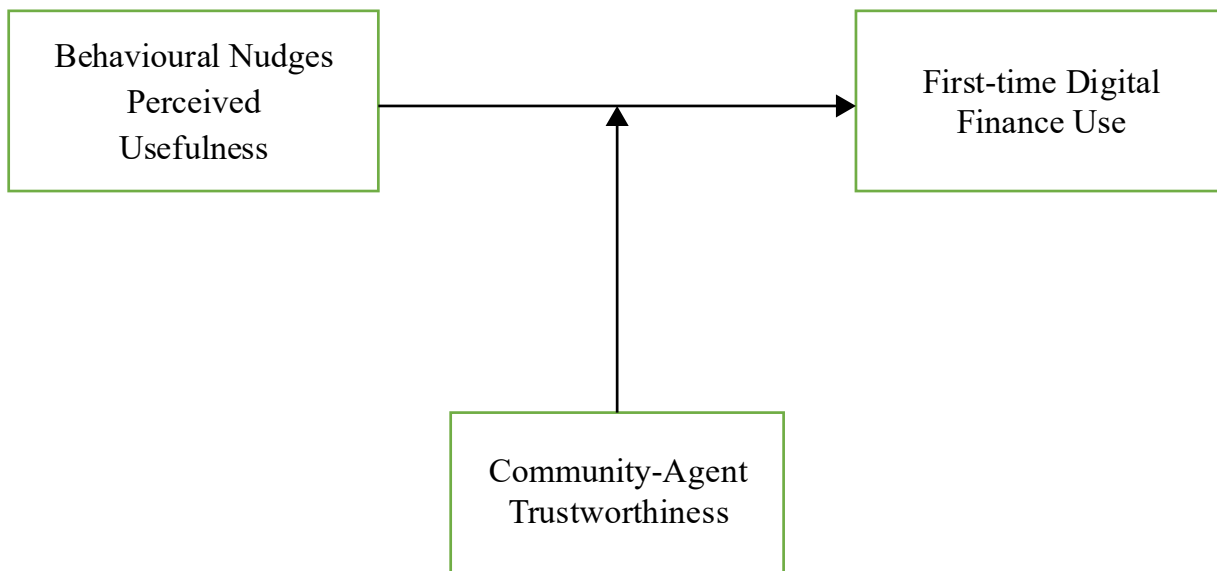 Behavioural Nudges
Perceived
Usefulness
First-time Digital
Finance Use
Community-Agent
Trustworthiness